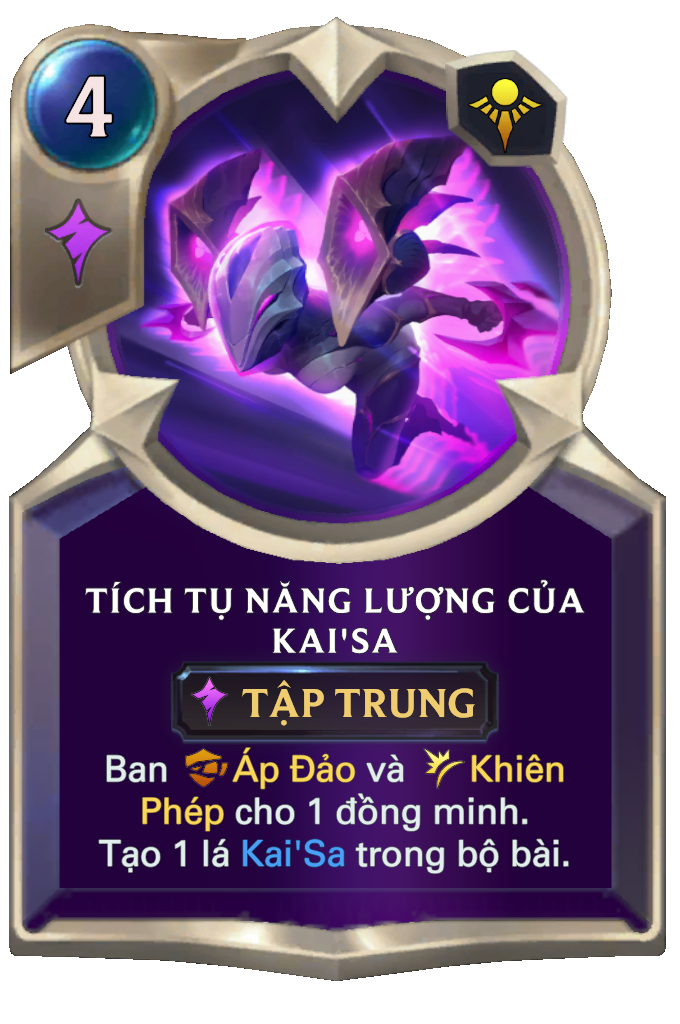 4
TÍCH TỤ NĂNG LƯỢNG CỦA
KAI'SA
TẬP TRUNG
Ban Áp Đảo và Khiên
Phép cho 1 đồng minh.
Tạo 1 lá Kai'Sa trong bộ bài.